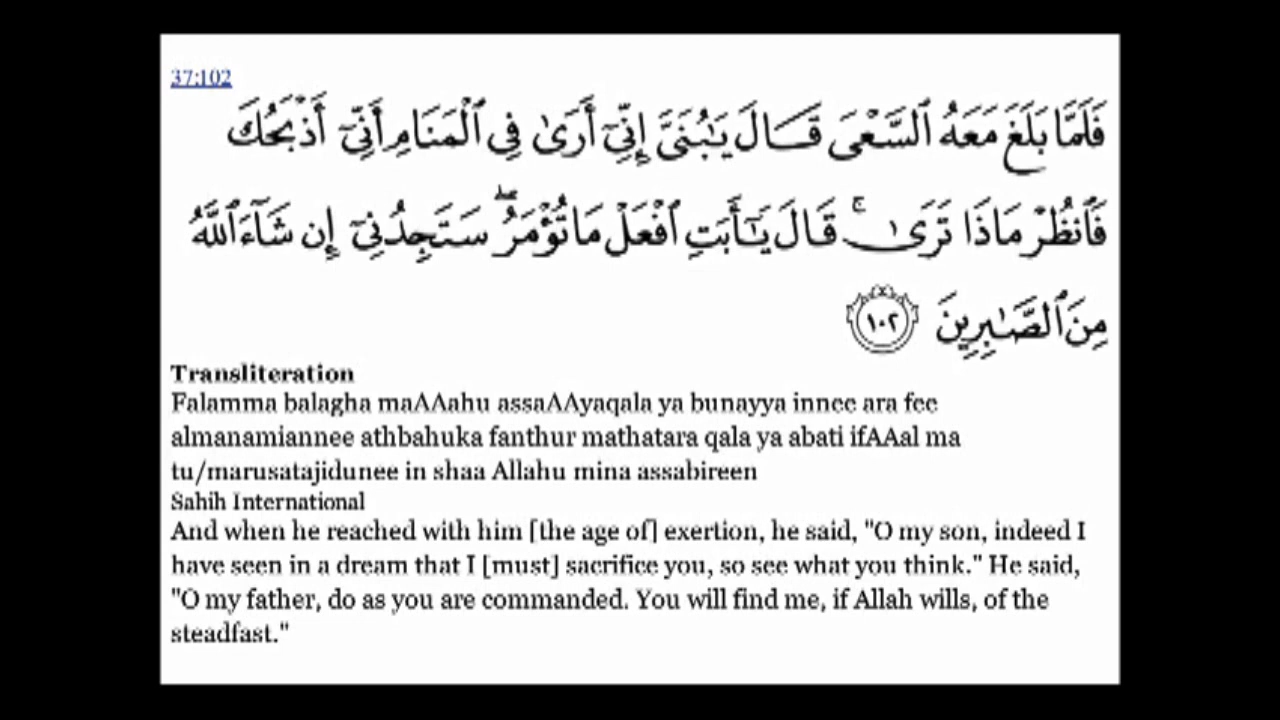 37:102
فَلَمَّا بَلَغَ مَعَهُ ٱلسَّعْىَ قَالَ يَـٰبُنَىَّ إِنِّىٓ أَرَىٰ فِى ٱلْمَنَامِ أَنِّىٓ أَذْبَحُكَ
فَٱنظُرْ مَاذَا تَرَىٰ ۚ قَالَ يَـٰٓأَبَتِ ٱفْعَلْ مَا تُؤْمَرُ ۖ سَتَجِدُنِىٓ إِن شَآءَ ٱللَّهُ
مِنَ ٱلصَّـٰبِرِينَ ١٠٢
Transliteration
Falamma balagha maAAahu assaAAyaqala ya bunayya innee ara fee
almanamiannee athbahuka fanthur mathatara qala ya abati ifAAal ma
tu/marusatajidunee in shaa Allahu mina assabireen
Sahih International
And when he reached with him [the age of] exertion, he said, "O my son, indeed I
have seen in a dream that I [must] sacrifice you, so see what you think." He said,
"O my father, do as you are commanded. You will find me, if Allah wills, of the
steadfast."